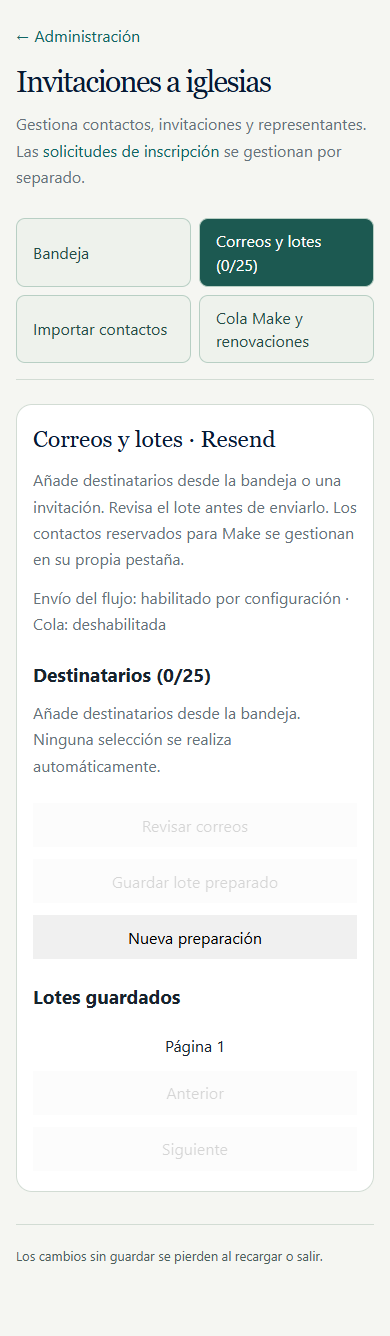 ← Administración
Invitaciones a iglesias
Gestiona contactos, invitaciones y representantes.
Las solicitudes de inscripción se gestionan por
separado.
Bandeja
Correos y lotes
(0/25)
Importar contactos
Cola Make y
renovaciones
Correos y lotes · Resend
Añade destinatarios desde la bandeja o una
invitación. Revisa el lote antes de enviarlo. Los
contactos reservados para Make se gestionan
en su propia pestaña.
Envío del flujo: habilitado por configuración ·
Cola: deshabilitada
Destinatarios (0/25)
Añade destinatarios desde la bandeja.
Ninguna selección se realiza
automáticamente.
Revisar correos
Guardar lote preparado
Nueva preparación
Lotes guardados
Página 1
Anterior
Siguiente
Los cambios sin guardar se pierden al recargar o salir.